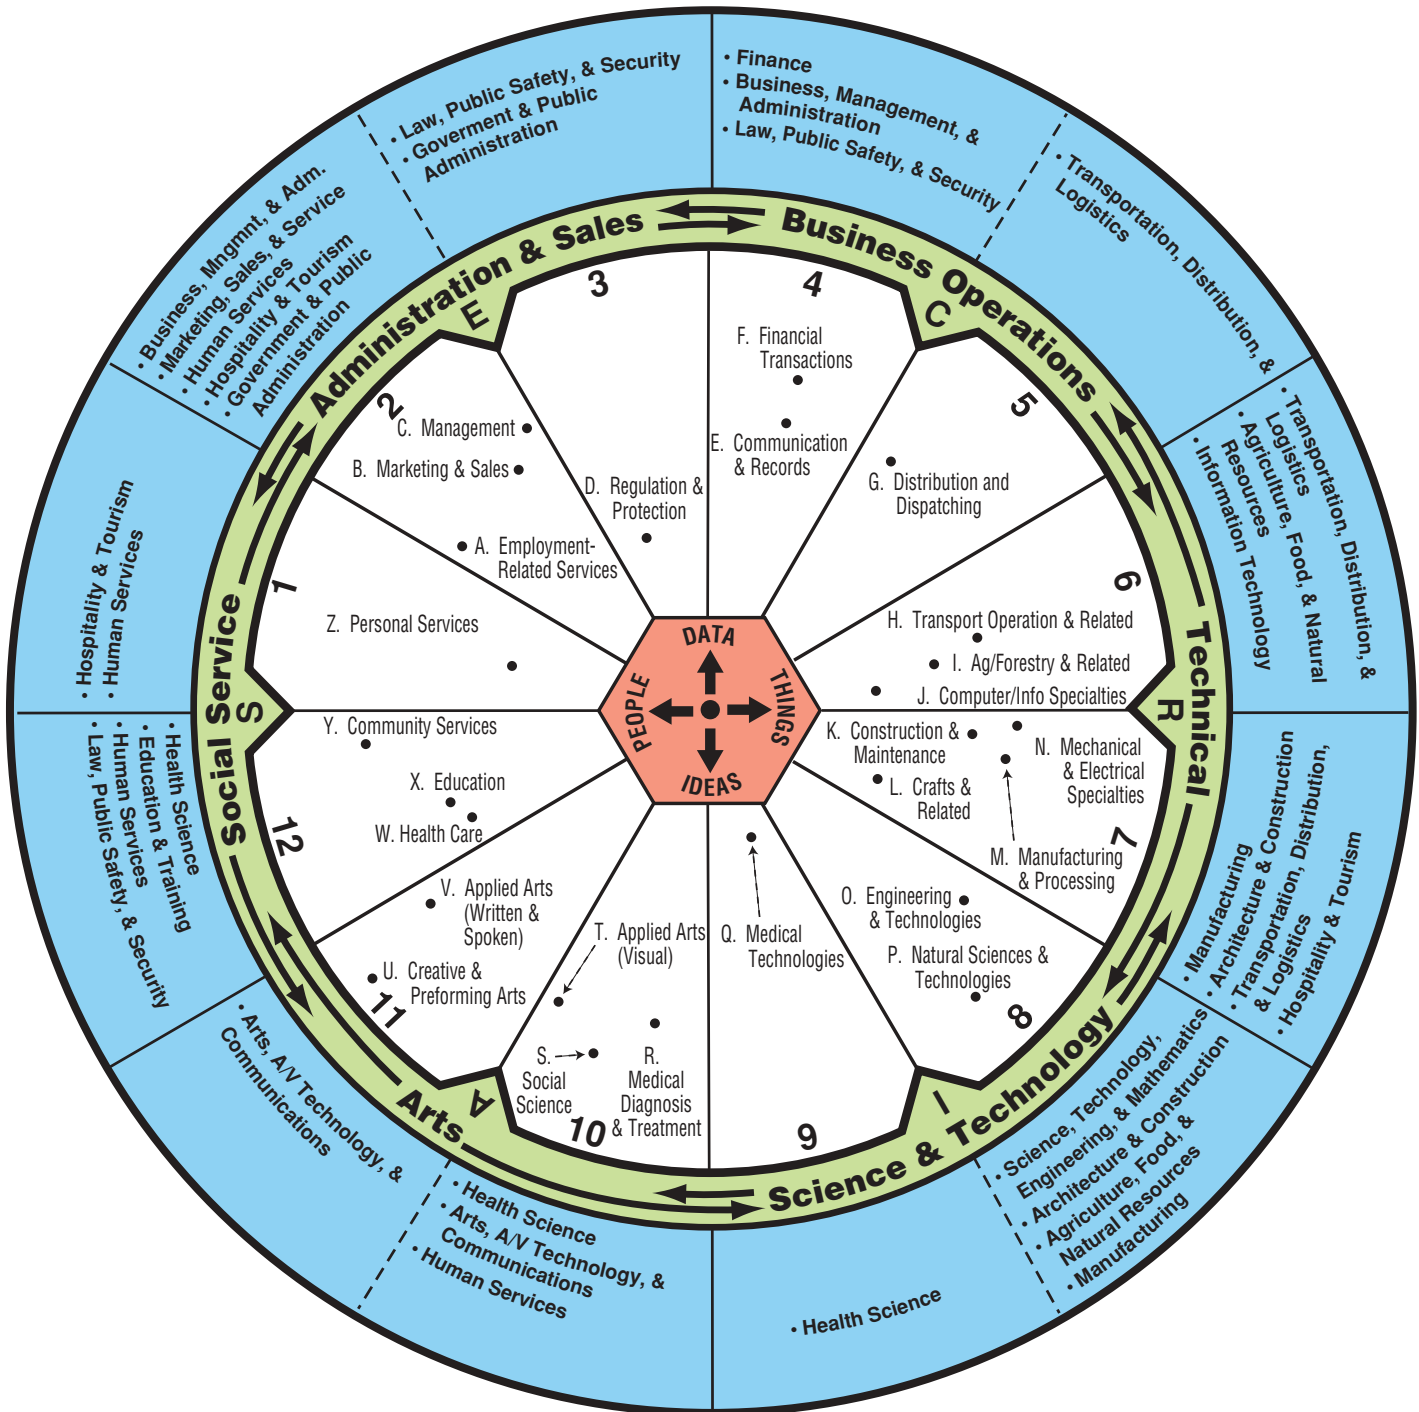 • Law, Public Safety, & Security
• Goverment & Public
Administration
• Finance
• Business, Management, &
Administration
• Law, Public Safety, & Security
• Transportation, Distribution, &
Logistics
• Transportation, Distribution, &
Logistics
• Agriculture, Food, & Natural
Resources
• Information Technology
• Manufacturing
• Architecture & Construction
• Transportation, Distribution,
& Logistics
• Hospitality & Tourism
• Science, Technology,
Engineering, & Mathematics
• Architecture & Construction
• Agriculture, Food, &
Natural Resources
• Manufacturing
• Health Science
• Health Science
• Arts, A/V Technology, &
Communications
• Human Services
• Arts, A/V Technology, &
Communications
• Health Science
• Education & Training
• Human Services
• Law, Public Safety, & Security
• Hospitality & Tourism
• Human Services
• Business, Mngmnt, & Adm.
• Marketing, Sales, & Service
• Human Services
• Hospitality & Tourism
• Government & Public
Administration
Administration & Sales
Business Operations
Technical
Science & Technology
Arts
Social Service
E
C
R
I
A
S
1
2
3
4
5
6
7
8
9
10
11
12
F. Financial
Transactions
E. Communication
& Records
G. Distribution and
Dispatching
C. Management
B. Marketing & Sales
D. Regulation &
Protection
A. Employment-
Related Services
Z. Personal Services
H. Transport Operation & Related
I. Ag/Forestry & Related
J. Computer/Info Specialties
K. Construction &
Maintenance
L. Crafts &
Related
N. Mechanical
& Electrical
Specialties
M. Manufacturing
& Processing
O. Engineering
& Technologies
P. Natural Sciences &
Technologies
Q. Medical
Technologies
R.
Medical
Diagnosis
& Treatment
S.
Social
Science
T. Applied Arts
(Visual)
U. Creative &
Preforming Arts
V. Applied Arts
(Written &
Spoken)
W. Health Care
X. Education
Y. Community Services
DATA
THINGS
IDEAS
PEOPLE